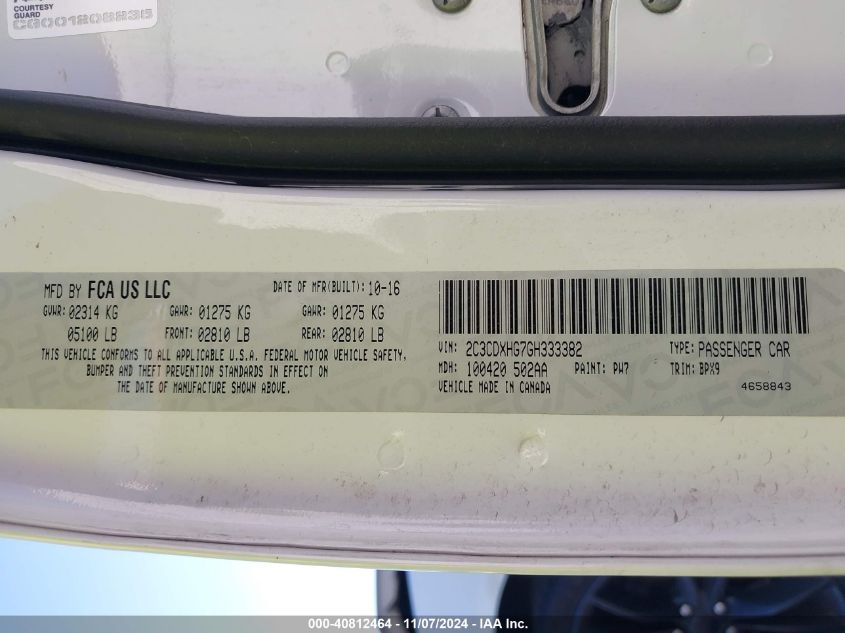 COURTESY
GUARD
CG001208235
MFD BY FCA US LLC
DATE OF MFR(BUILT): 10-16
GVWR: 02314 KG GAWR: 01275 KG GAWR: 01275 KG
05100 LB FRONT: 02810 LB REAR: 02810 LB
THIS VEHICLE CONFORMS TO ALL APPLICABLE U.S.A. FEDERAL MOTOR VEHICLE SAFETY,
BUMPER AND THEFT PREVENTION STANDARDS IN EFFECT ON
THE DATE OF MANUFACTURE SHOWN ABOVE.
VIN: 2C3CDXHG7GH333382 TYPE: PASSENGER CAR
MDH: 100420 502AA PAINT: PW7 TRIM: BPX9
VEHICLE MADE IN CANADA 4658843
000-40812464 - 11/07/2024 - IAA Inc.